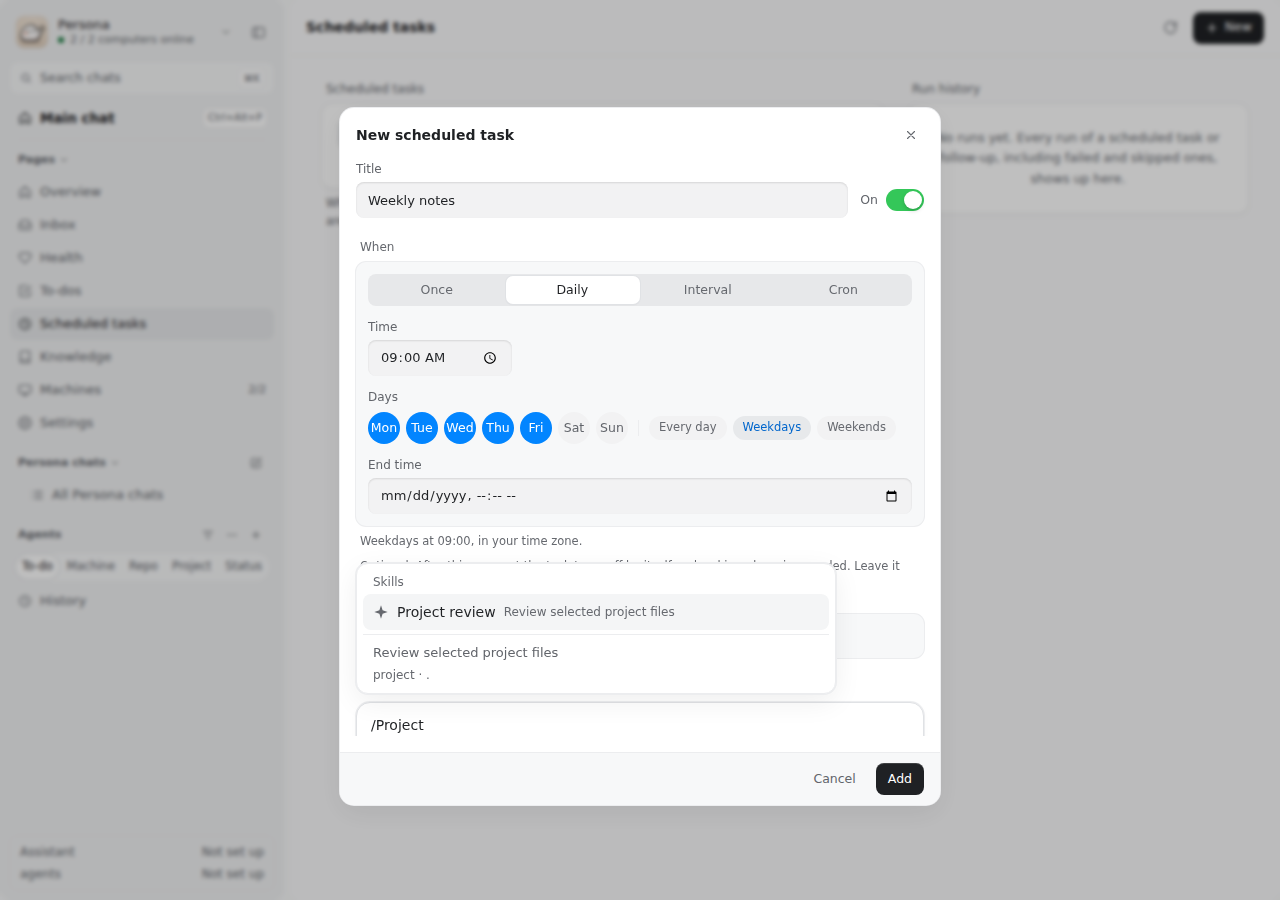 Persona
2 / 2 computers online
Search chats
Main chat
Ctrl+Alt+P
Pages
Overview
Inbox
Health
To-dos
Scheduled tasks
Knowledge
Machines 2/2
Settings
Persona chats
All Persona chats
Agents
To-do Machine Repo Project Status
History
Assistant Not set up
agents Not set up
Scheduled tasks
New
Scheduled tasks
Run history
No runs yet. Every run of a scheduled task or
follow-up, including failed and skipped ones,
shows up here.
New scheduled task
Title
Weekly notes
On
When
Once Daily Interval Cron
Time
09:00 AM
Days
Mon Tue Wed Thu Fri Sat Sun Every day Weekdays Weekends
End time
mm/dd/yyyy, --:-- --
Weekdays at 09:00, in your time zone.
Leave it
Skills
Project review Review selected project files
Review selected project files
project · .
/Project
Cancel Add